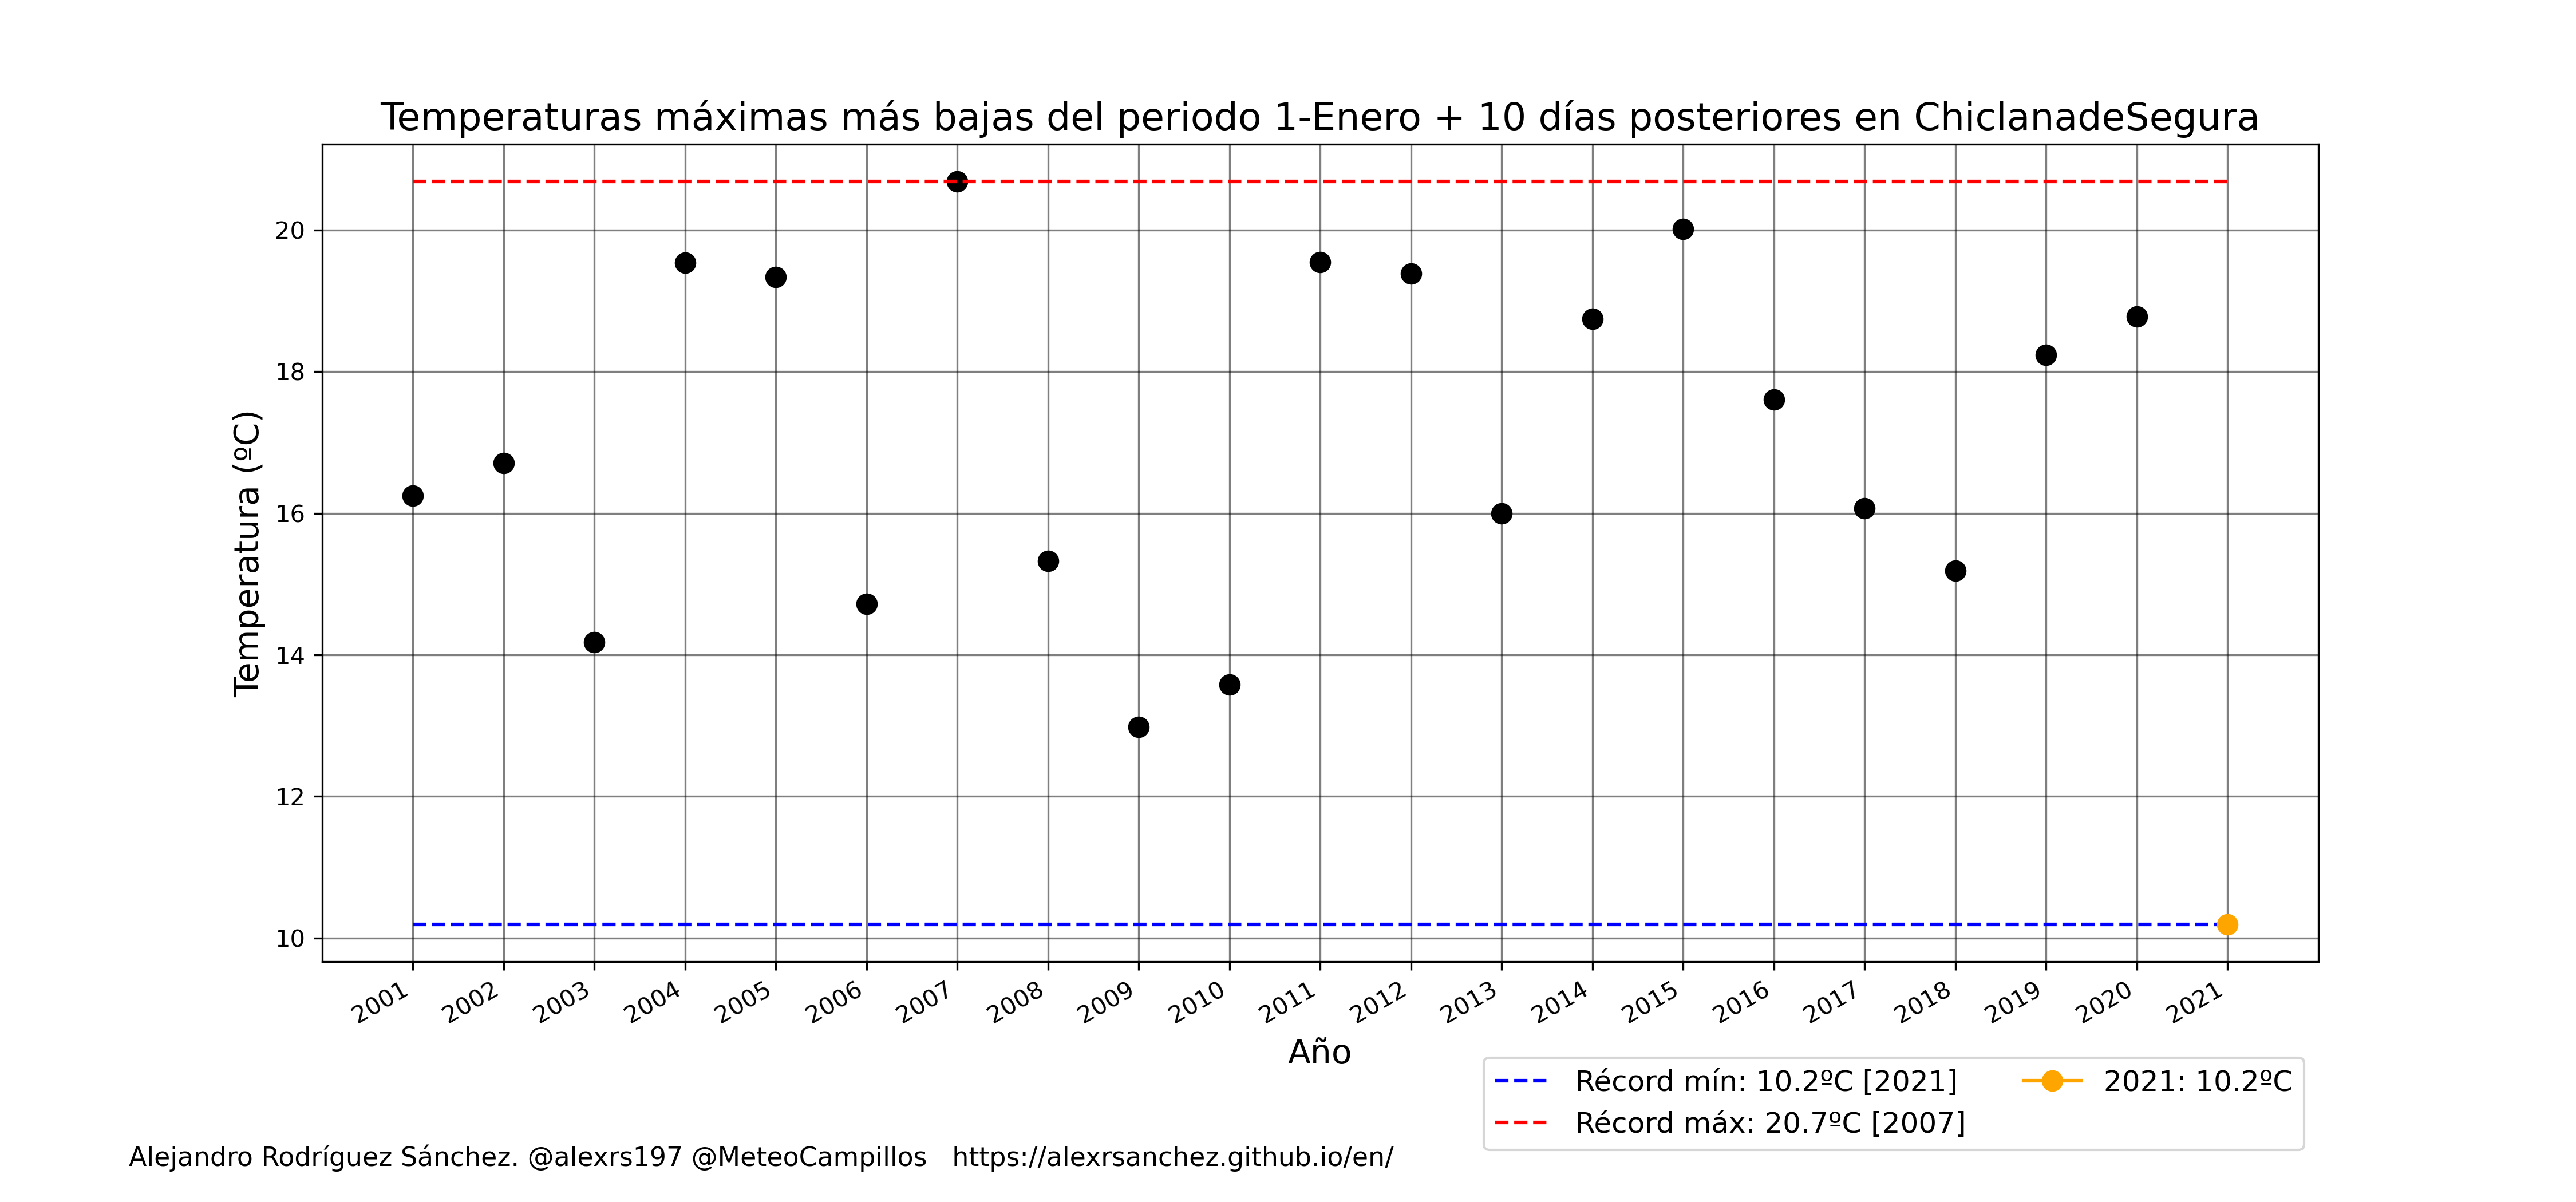 Temperaturas máximas más bajas del periodo 1-Enero + 10 días posteriores en ChiclanadeSegura
Temperatura (ºC)
20
18
16
14
12
10
2001 2002 2003 2004 2005 2006 2007 2008 2009 2010 2011 2012 2013 2014 2015 2016 2017 2018 2019 2020 2021
Año
Récord mín: 10.2ºC [2021]
Récord máx: 20.7ºC [2007]
2021: 10.2ºC
Alejandro Rodríguez Sánchez. @alexrs197 @MeteoCampillos https://alexrsanchez.github.io/en/